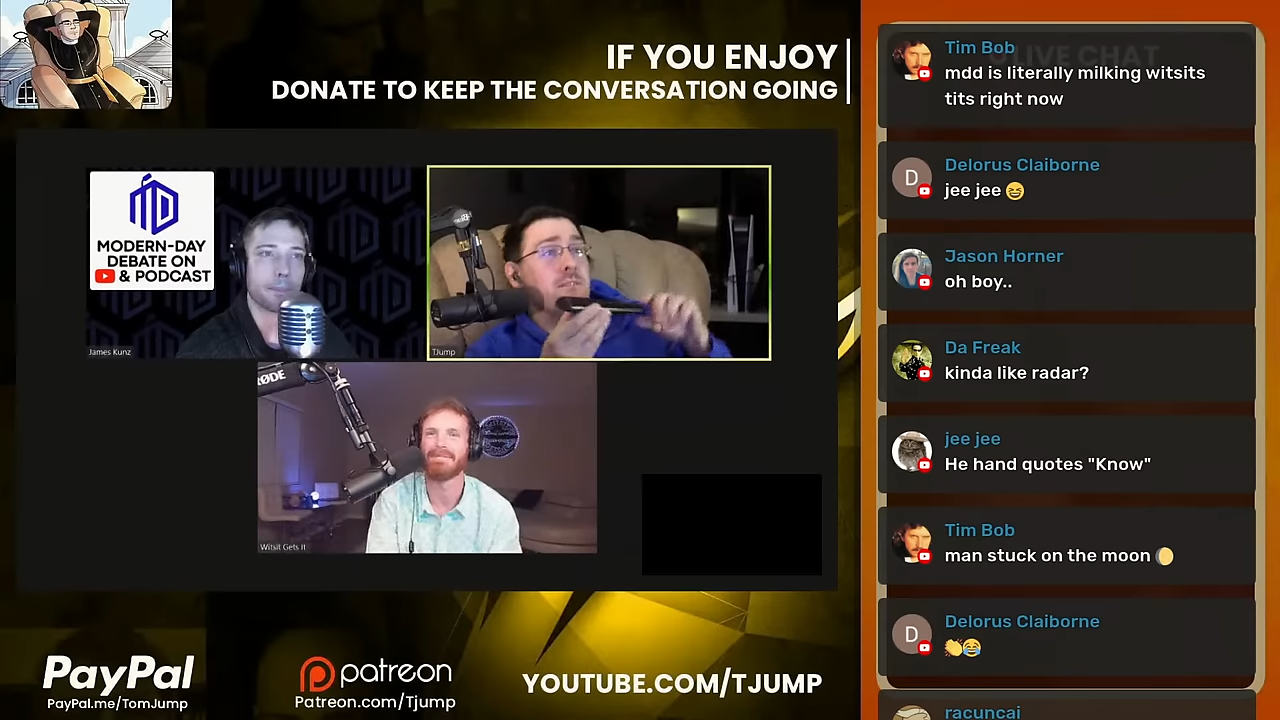 IF YOU ENJOY
DONATE TO KEEP THE CONVERSATION GOING
MODERN-DAY
DEBATE ON
& PODCAST
James Kunz
TJump
RØDE
Witsit Gets It
PayPal
PayPal.me/TomJump
patreon
Patreon.com/Tjump
YOUTUBE.COM/TJUMP
LIVE CHAT
Tim Bob
mdd is literally milking witsits
tits right now
D
Delorus Claiborne
jee jee 😆
Jason Horner
oh boy..
Da Freak
kinda like radar?
jee jee
He hand quotes "Know"
Tim Bob
man stuck on the moon 🌔
D
Delorus Claiborne
👏😂
racuncai